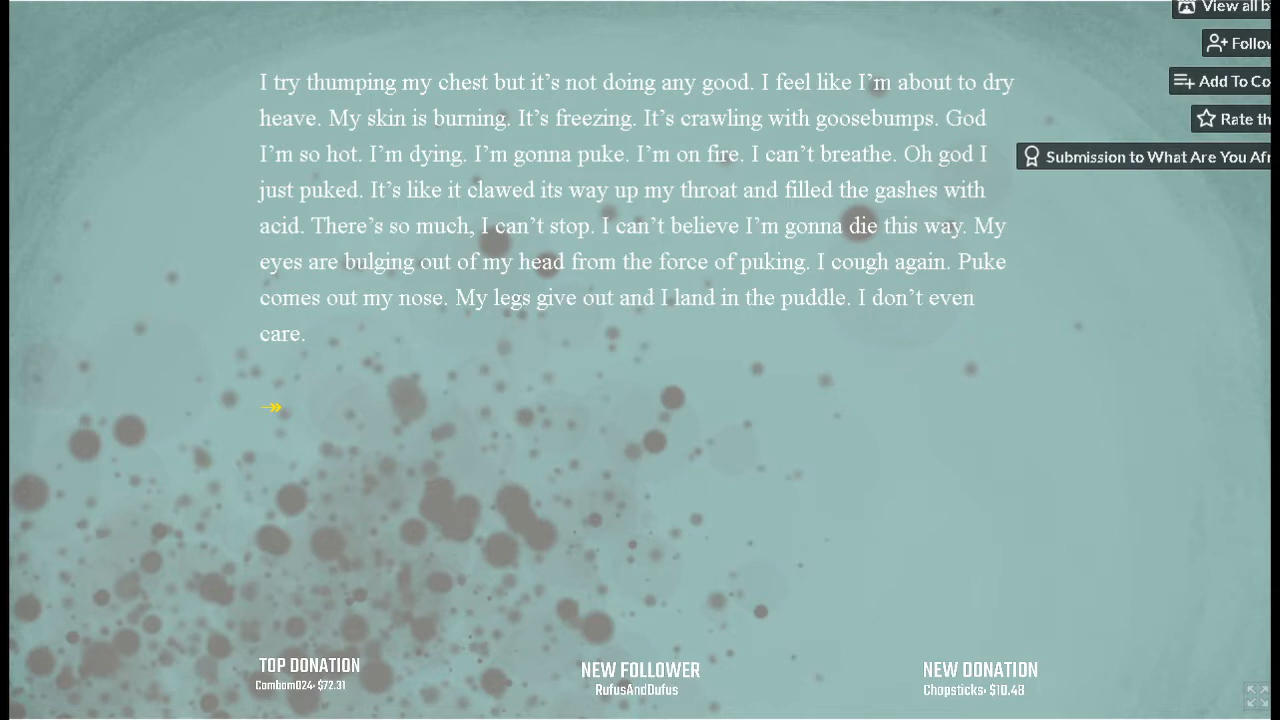 View all b
Follow
Add To Co
Rate th
Submission to What Are You Afr
I try thumping my chest but it’s not doing any good. I feel like I’m about to dry
heave. My skin is burning. It’s freezing. It’s crawling with goosebumps. God
I’m so hot. I’m dying. I’m gonna puke. I’m on fire. I can’t breathe. Oh god I
just puked. It’s like it clawed its way up my throat and filled the gashes with
acid. There’s so much, I can’t stop. I can’t believe I’m gonna die this way. My
eyes are bulging out of my head from the force of puking. I cough again. Puke
comes out my nose. My legs give out and I land in the puddle. I don’t even
care.
TOP DONATION
Cambam024: $72.31
NEW FOLLOWER
RufusAndDufus
NEW DONATION
Chopsticks: $10.48